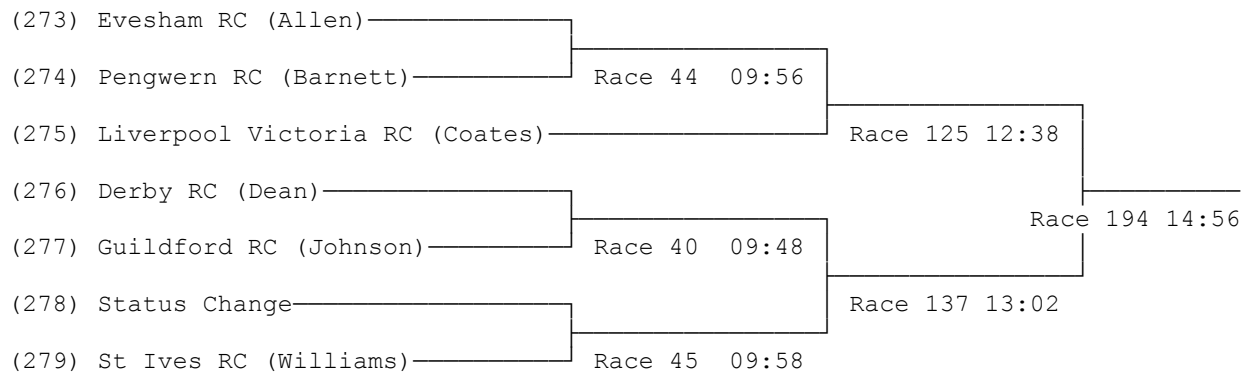 (273) Evesham RC (Allen)
(274) Pengwern RC (Barnett) Race 44 09:56
(275) Liverpool Victoria RC (Coates) Race 125 12:38
(276) Derby RC (Dean)
Race 194 14:56
(277) Guildford RC (Johnson) Race 40 09:48
(278) Status Change Race 137 13:02
(279) St Ives RC (Williams) Race 45 09:58